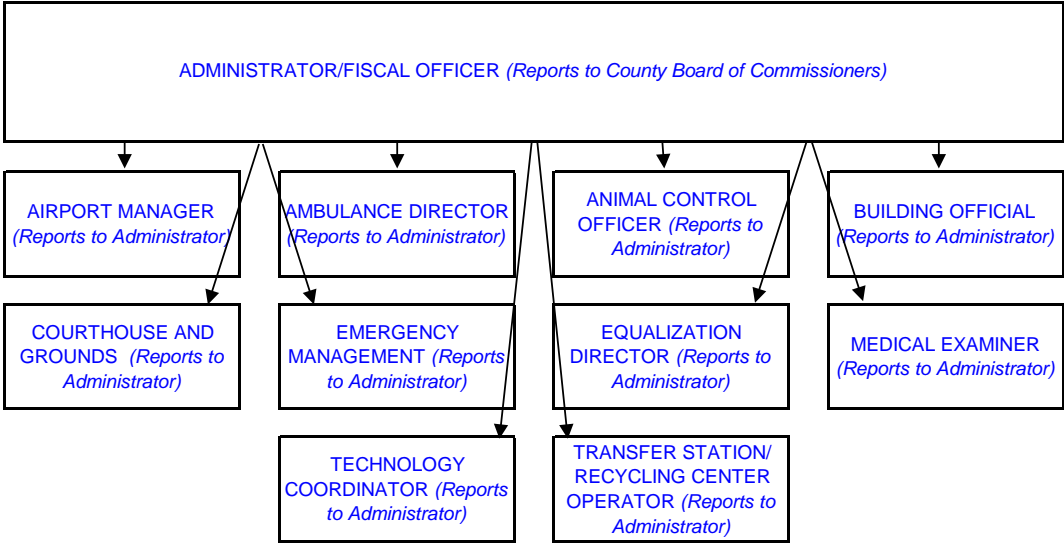 ADMINISTRATOR/FISCAL OFFICER (Reports to County Board of Commissioners)
AIRPORT MANAGER
(Reports to Administrator)
AMBULANCE DIRECTOR
(Reports to Administrator)
ANIMAL CONTROL
OFFICER (Reports to
Administrator)
BUILDING OFFICIAL
(Reports to Administrator)
COURTHOUSE AND
GROUNDS (Reports to
Administrator)
EMERGENCY
MANAGEMENT (Reports
to Administrator)
EQUALIZATION
DIRECTOR (Reports to
Administrator)
MEDICAL EXAMINER
(Reports to Administrator)
TECHNOLOGY
COORDINATOR (Reports
to Administrator)
TRANSFER STATION/
RECYCLING CENTER
OPERATOR (Reports to
Administrator)